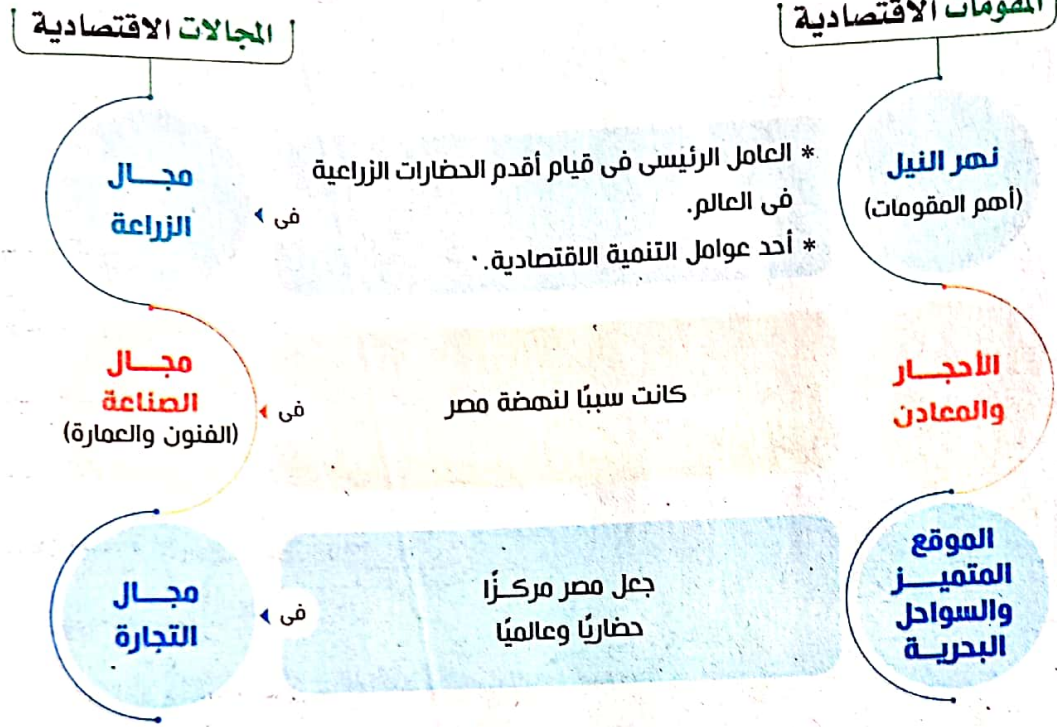 المقومات الاقتصادية
المجالات الاقتصادية
نهر النيل
(أهم المقومات)
* العامل الرئيسى فى قيام أقدم الحضارات الزراعية
فى العالم.
* أحد عوامل التنمية الاقتصادية.
فى
مجـــال
الزراعة
الأحجـــار
والمعادن
كانت سببًا لنهضة مصر
فى
مجـــال
الصناعة
(الفنون والعمارة)
الموقع
المتميـــز
والسواحل
البحريـــة
جعل مصر مركـزًا
حضاريًا وعالميًا
فى
مجـــال
التجارة